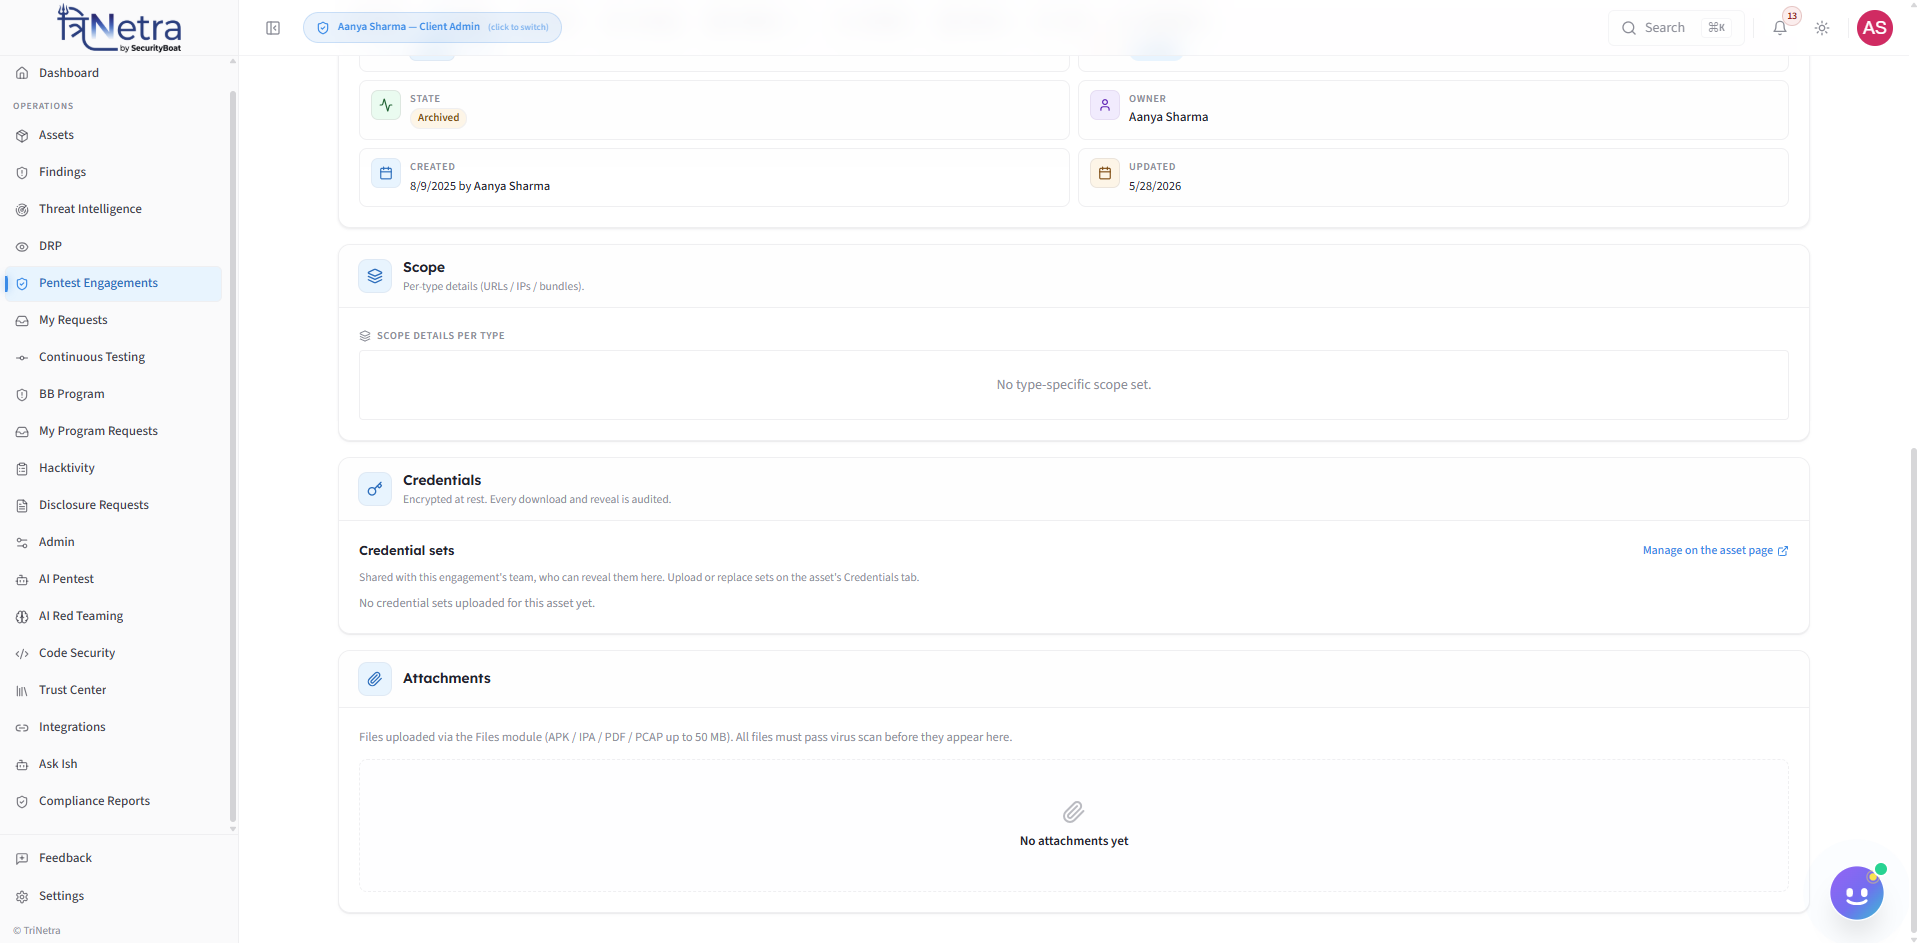 त्रिNetra
by SecurityBoat
Aanya Sharma — Client Admin (click to switch)
Search ⌘K
13
AS
Dashboard
OPERATIONS
Assets
Findings
Threat Intelligence
DRP
Pentest Engagements
My Requests
Continuous Testing
BB Program
My Program Requests
Hacktivity
Disclosure Requests
Admin
AI Pentest
AI Red Teaming
Code Security
Trust Center
Integrations
Ask Ish
Compliance Reports
Feedback
Settings
© TriNetra
STATE
Archived
OWNER
Aanya Sharma
CREATED
8/9/2025 by Aanya Sharma
UPDATED
5/28/2026
Scope
Per-type details (URLs / IPs / bundles).
SCOPE DETAILS PER TYPE
No type-specific scope set.
Credentials
Encrypted at rest. Every download and reveal is audited.
Credential sets
Manage on the asset page
Shared with this engagement's team, who can reveal them here. Upload or replace sets on the asset's Credentials tab.
No credential sets uploaded for this asset yet.
Attachments
Files uploaded via the Files module (APK / IPA / PDF / PCAP up to 50 MB). All files must pass virus scan before they appear here.
No attachments yet